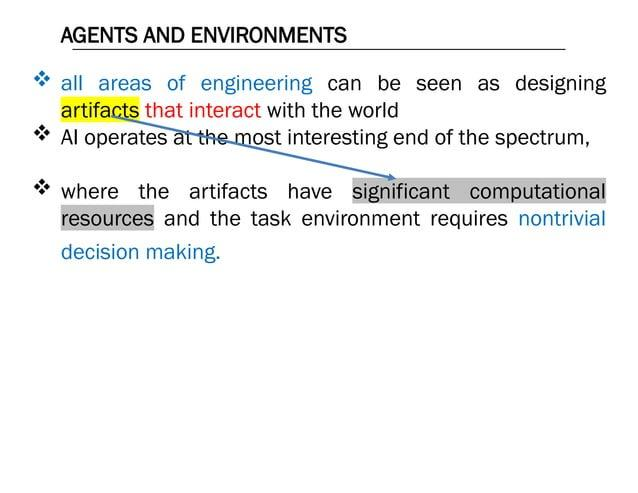 AGENTS AND ENVIRONMENTS
❖ all areas of engineering can be seen as designing
artifacts that interact with the world
❖ AI operates at the most interesting end of the spectrum,
❖ where the artifacts have significant computational
resources and the task environment requires nontrivial
decision making.